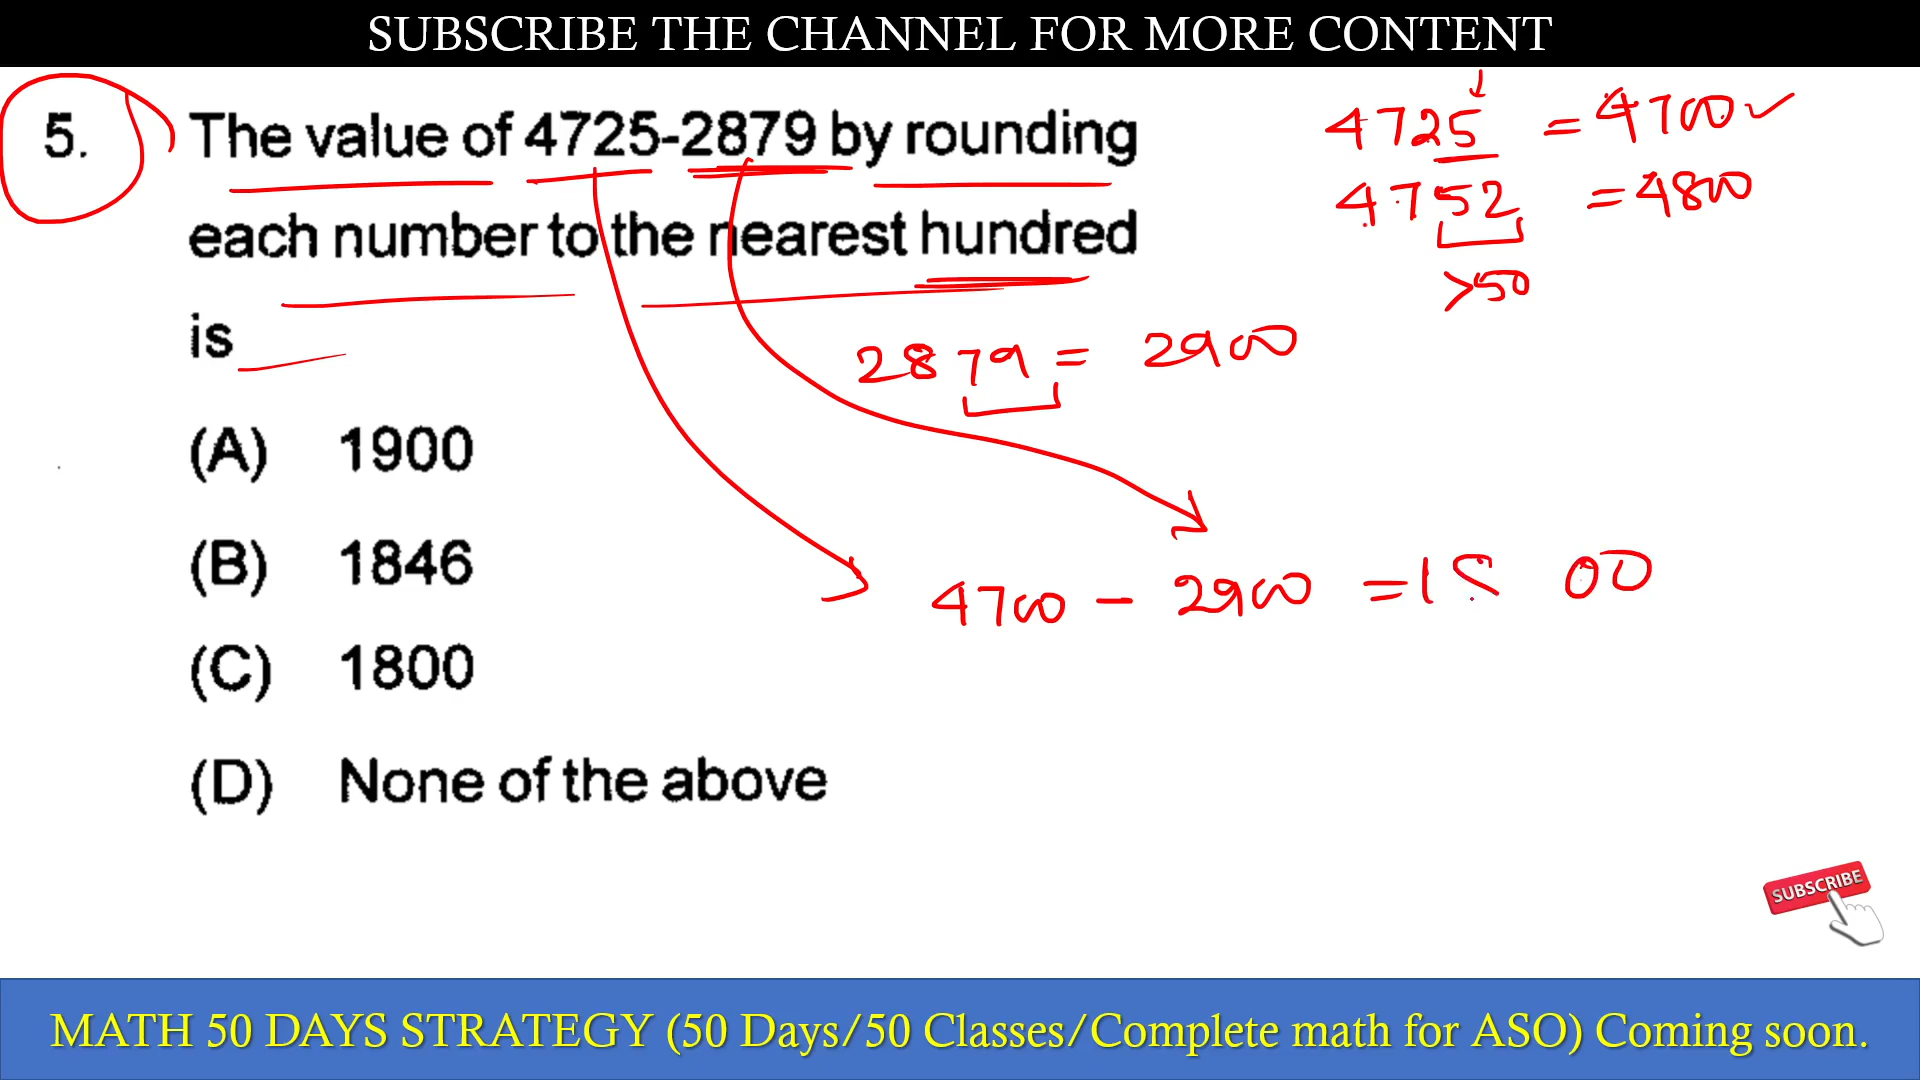 SUBSCRIBE THE CHANNEL FOR MORE CONTENT
5. The value of 4725-2879 by rounding
each number to the nearest hundred
is
(A) 1900
(B) 1846
(C) 1800
(D) None of the above
4725 = 4700
4752 = 4800
>50
2879 = 2900
4700 - 2900 = 1800
SUBSCRIBE
MATH 50 DAYS STRATEGY (50 Days/50 Classes/Complete math for ASO) Coming soon.